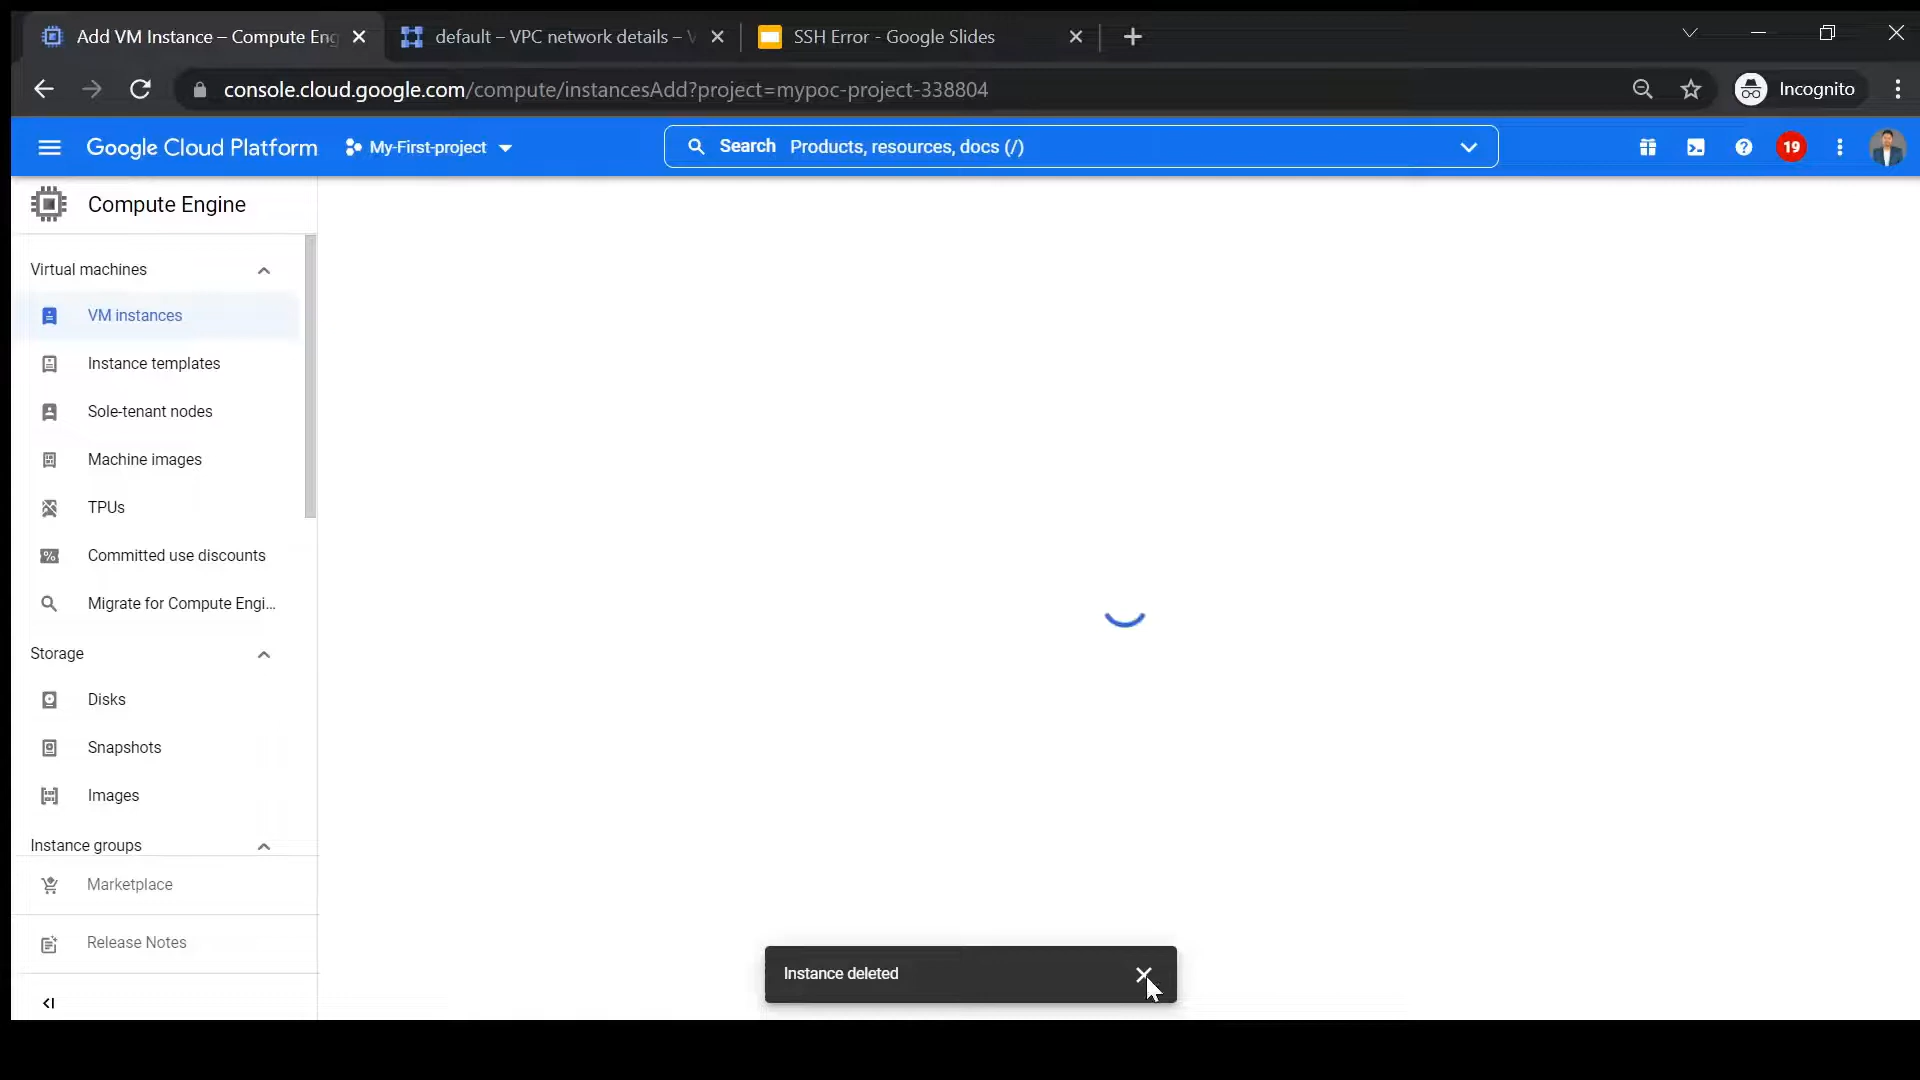 Add VM Instance – Compute Eng
default – VPC network details – V
SSH Error - Google Slides
console.cloud.google.com/compute/instancesAdd?project=mypoc-project-338804
Incognito
Google Cloud Platform
My-First-project
Search Products, resources, docs (/)
19
Compute Engine
Virtual machines
VM instances
Instance templates
Sole-tenant nodes
Machine images
TPUs
Committed use discounts
Migrate for Compute Engi...
Storage
Disks
Snapshots
Images
Instance groups
Marketplace
Release Notes
Instance deleted